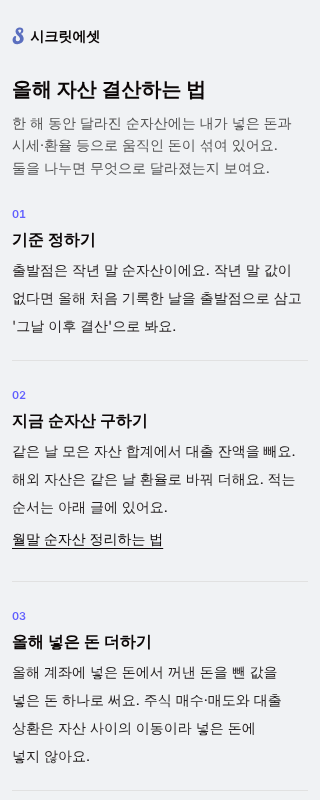 시크릿에셋
올해 자산 결산하는 법
한 해 동안 달라진 순자산에는 내가 넣은 돈과
시세·환율 등으로 움직인 돈이 섞여 있어요.
둘을 나누면 무엇으로 달라졌는지 보여요.
01
기준 정하기
출발점은 작년 말 순자산이에요. 작년 말 값이
없다면 올해 처음 기록한 날을 출발점으로 삼고
'그날 이후 결산'으로 봐요.
02
지금 순자산 구하기
같은 날 모은 자산 합계에서 대출 잔액을 빼요.
해외 자산은 같은 날 환율로 바꿔 더해요. 적는
순서는 아래 글에 있어요.
월말 순자산 정리하는 법
03
올해 넣은 돈 더하기
올해 계좌에 넣은 돈에서 꺼낸 돈을 뺀 값을
넣은 돈 하나로 써요. 주식 매수·매도와 대출
상환은 자산 사이의 이동이라 넣은 돈에
넣지 않아요.